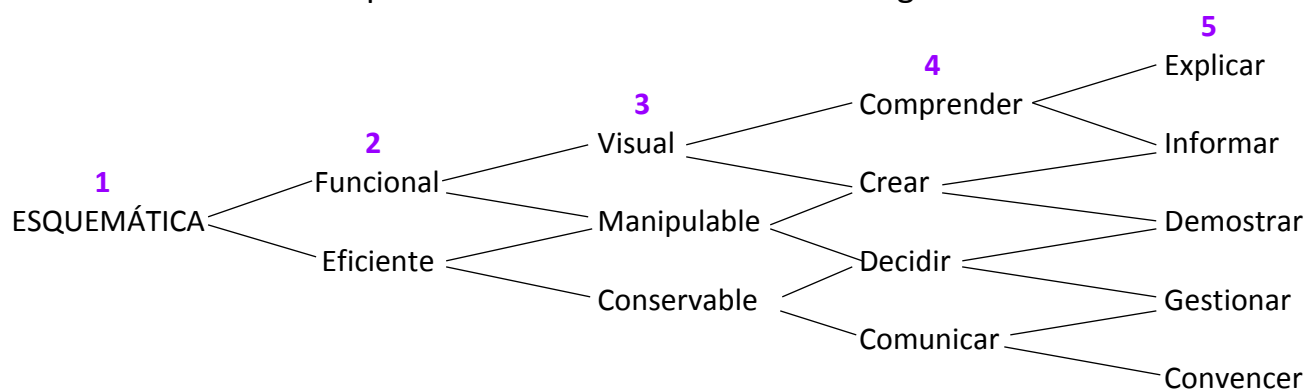 5
Explicar
4
Comprender
3
Visual
Informar
2
Funcional
Crear
1
ESQUEMÁTICA
Manipulable
Demostrar
Eficiente
Decidir
Conservable
Gestionar
Comunicar
Convencer